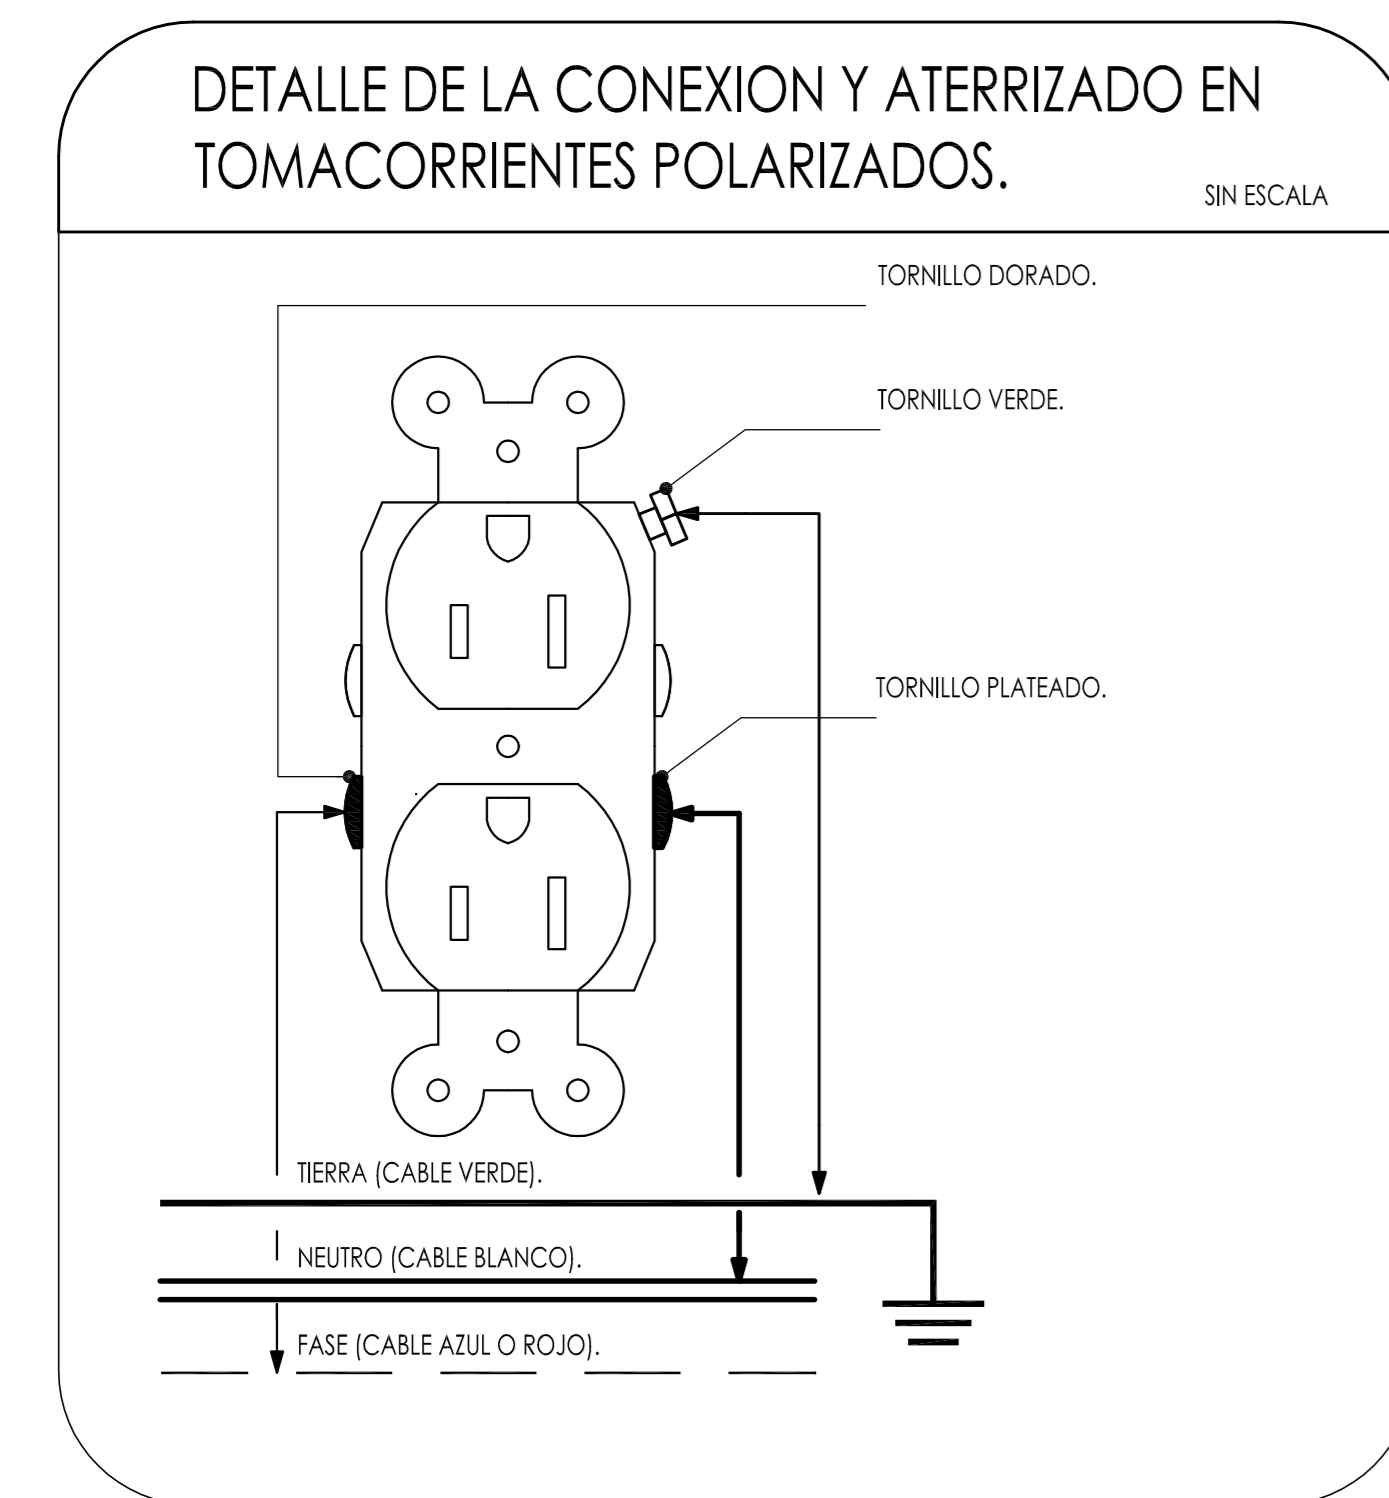 DETALLE DE LA CONEXION Y ATERRIZADO EN
TOMACORRIENTES POLARIZADOS.
SIN ESCALA
TORNILLO DORADO.
TORNILLO VERDE.
TORNILLO PLATEADO.
TIERRA (CABLE VERDE).
NEUTRO (CABLE BLANCO).
FASE (CABLE AZUL O ROJO).